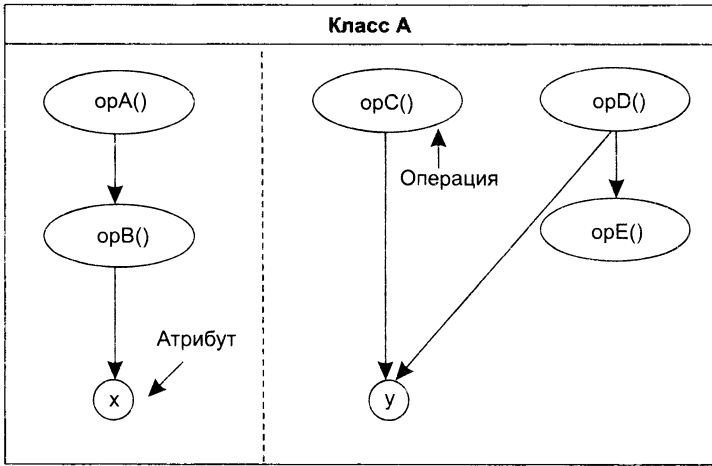 Класс А
opA()
opC()
opD()
Операция
opB()
opE()
Атрибут
x
y